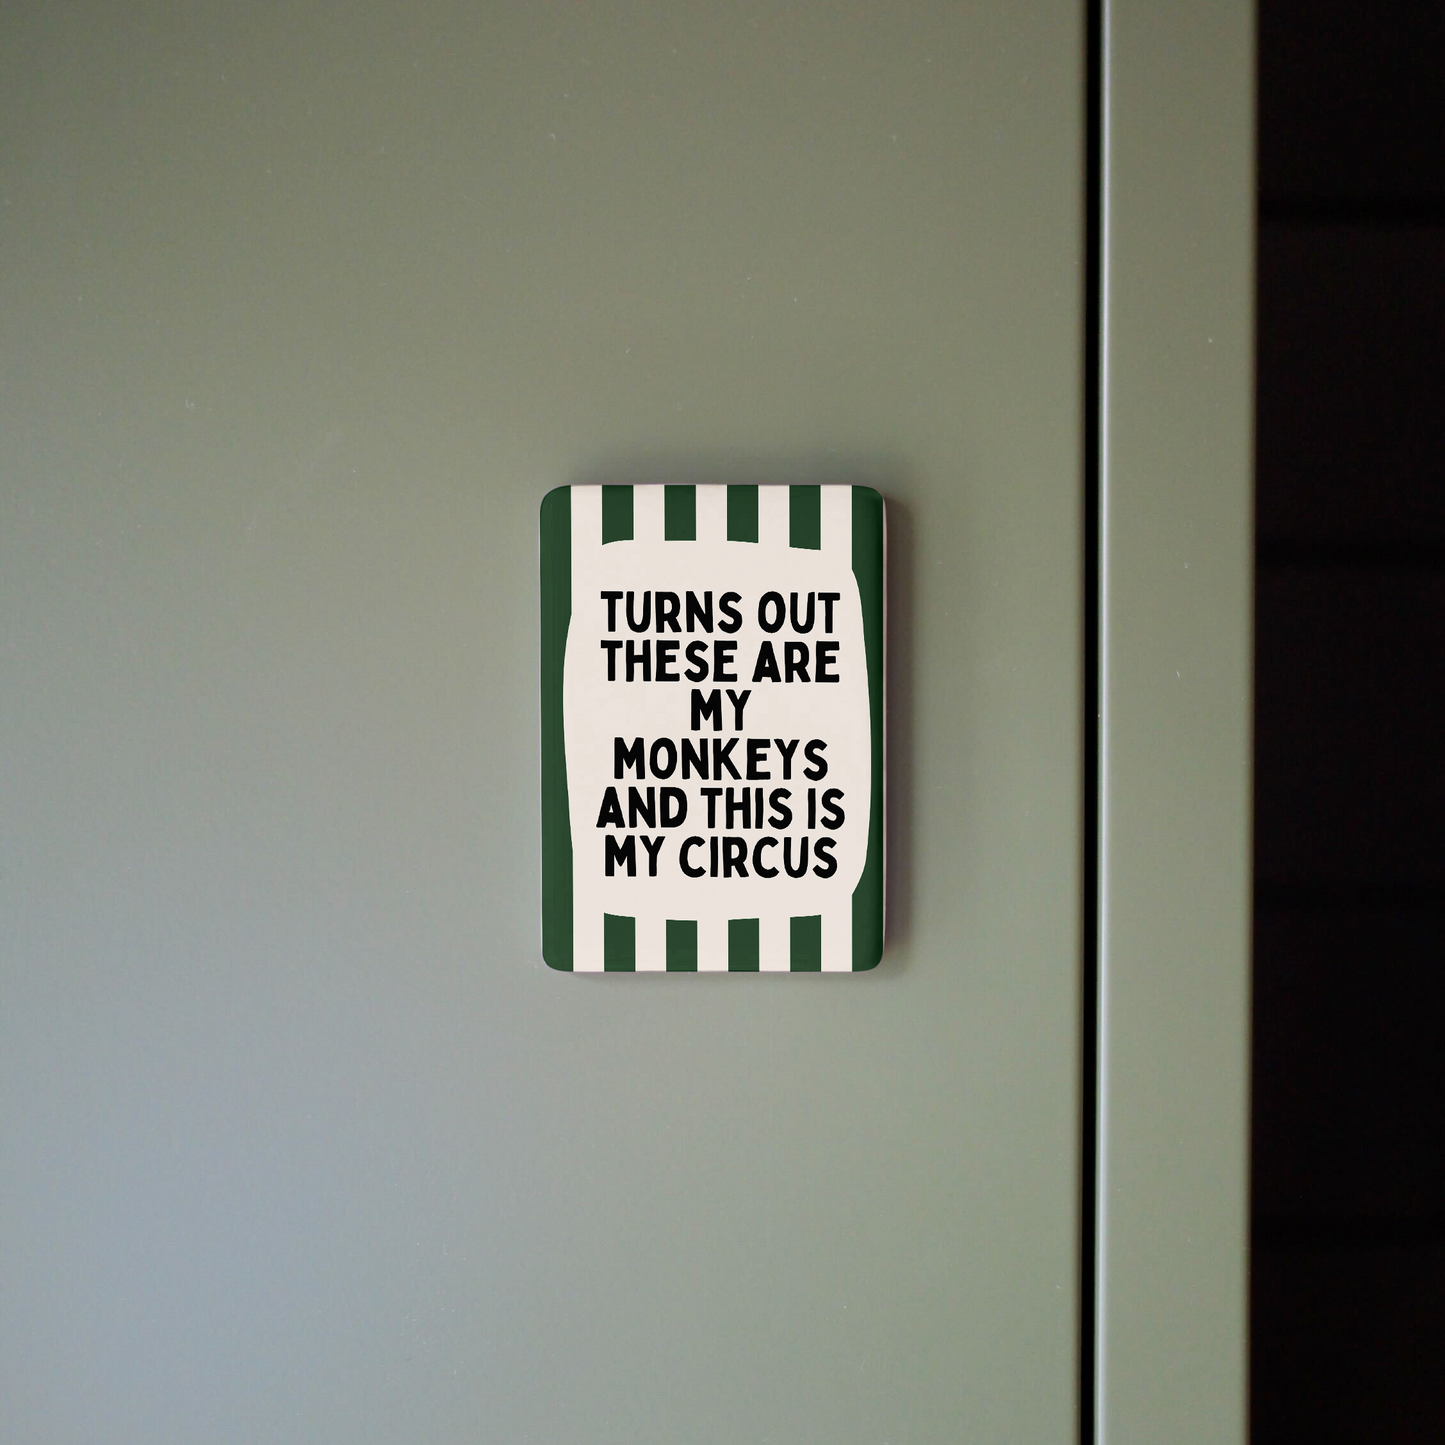 TURNS OUT
THESE ARE
MY
MONKEYS
AND THIS IS
MY CIRCUS